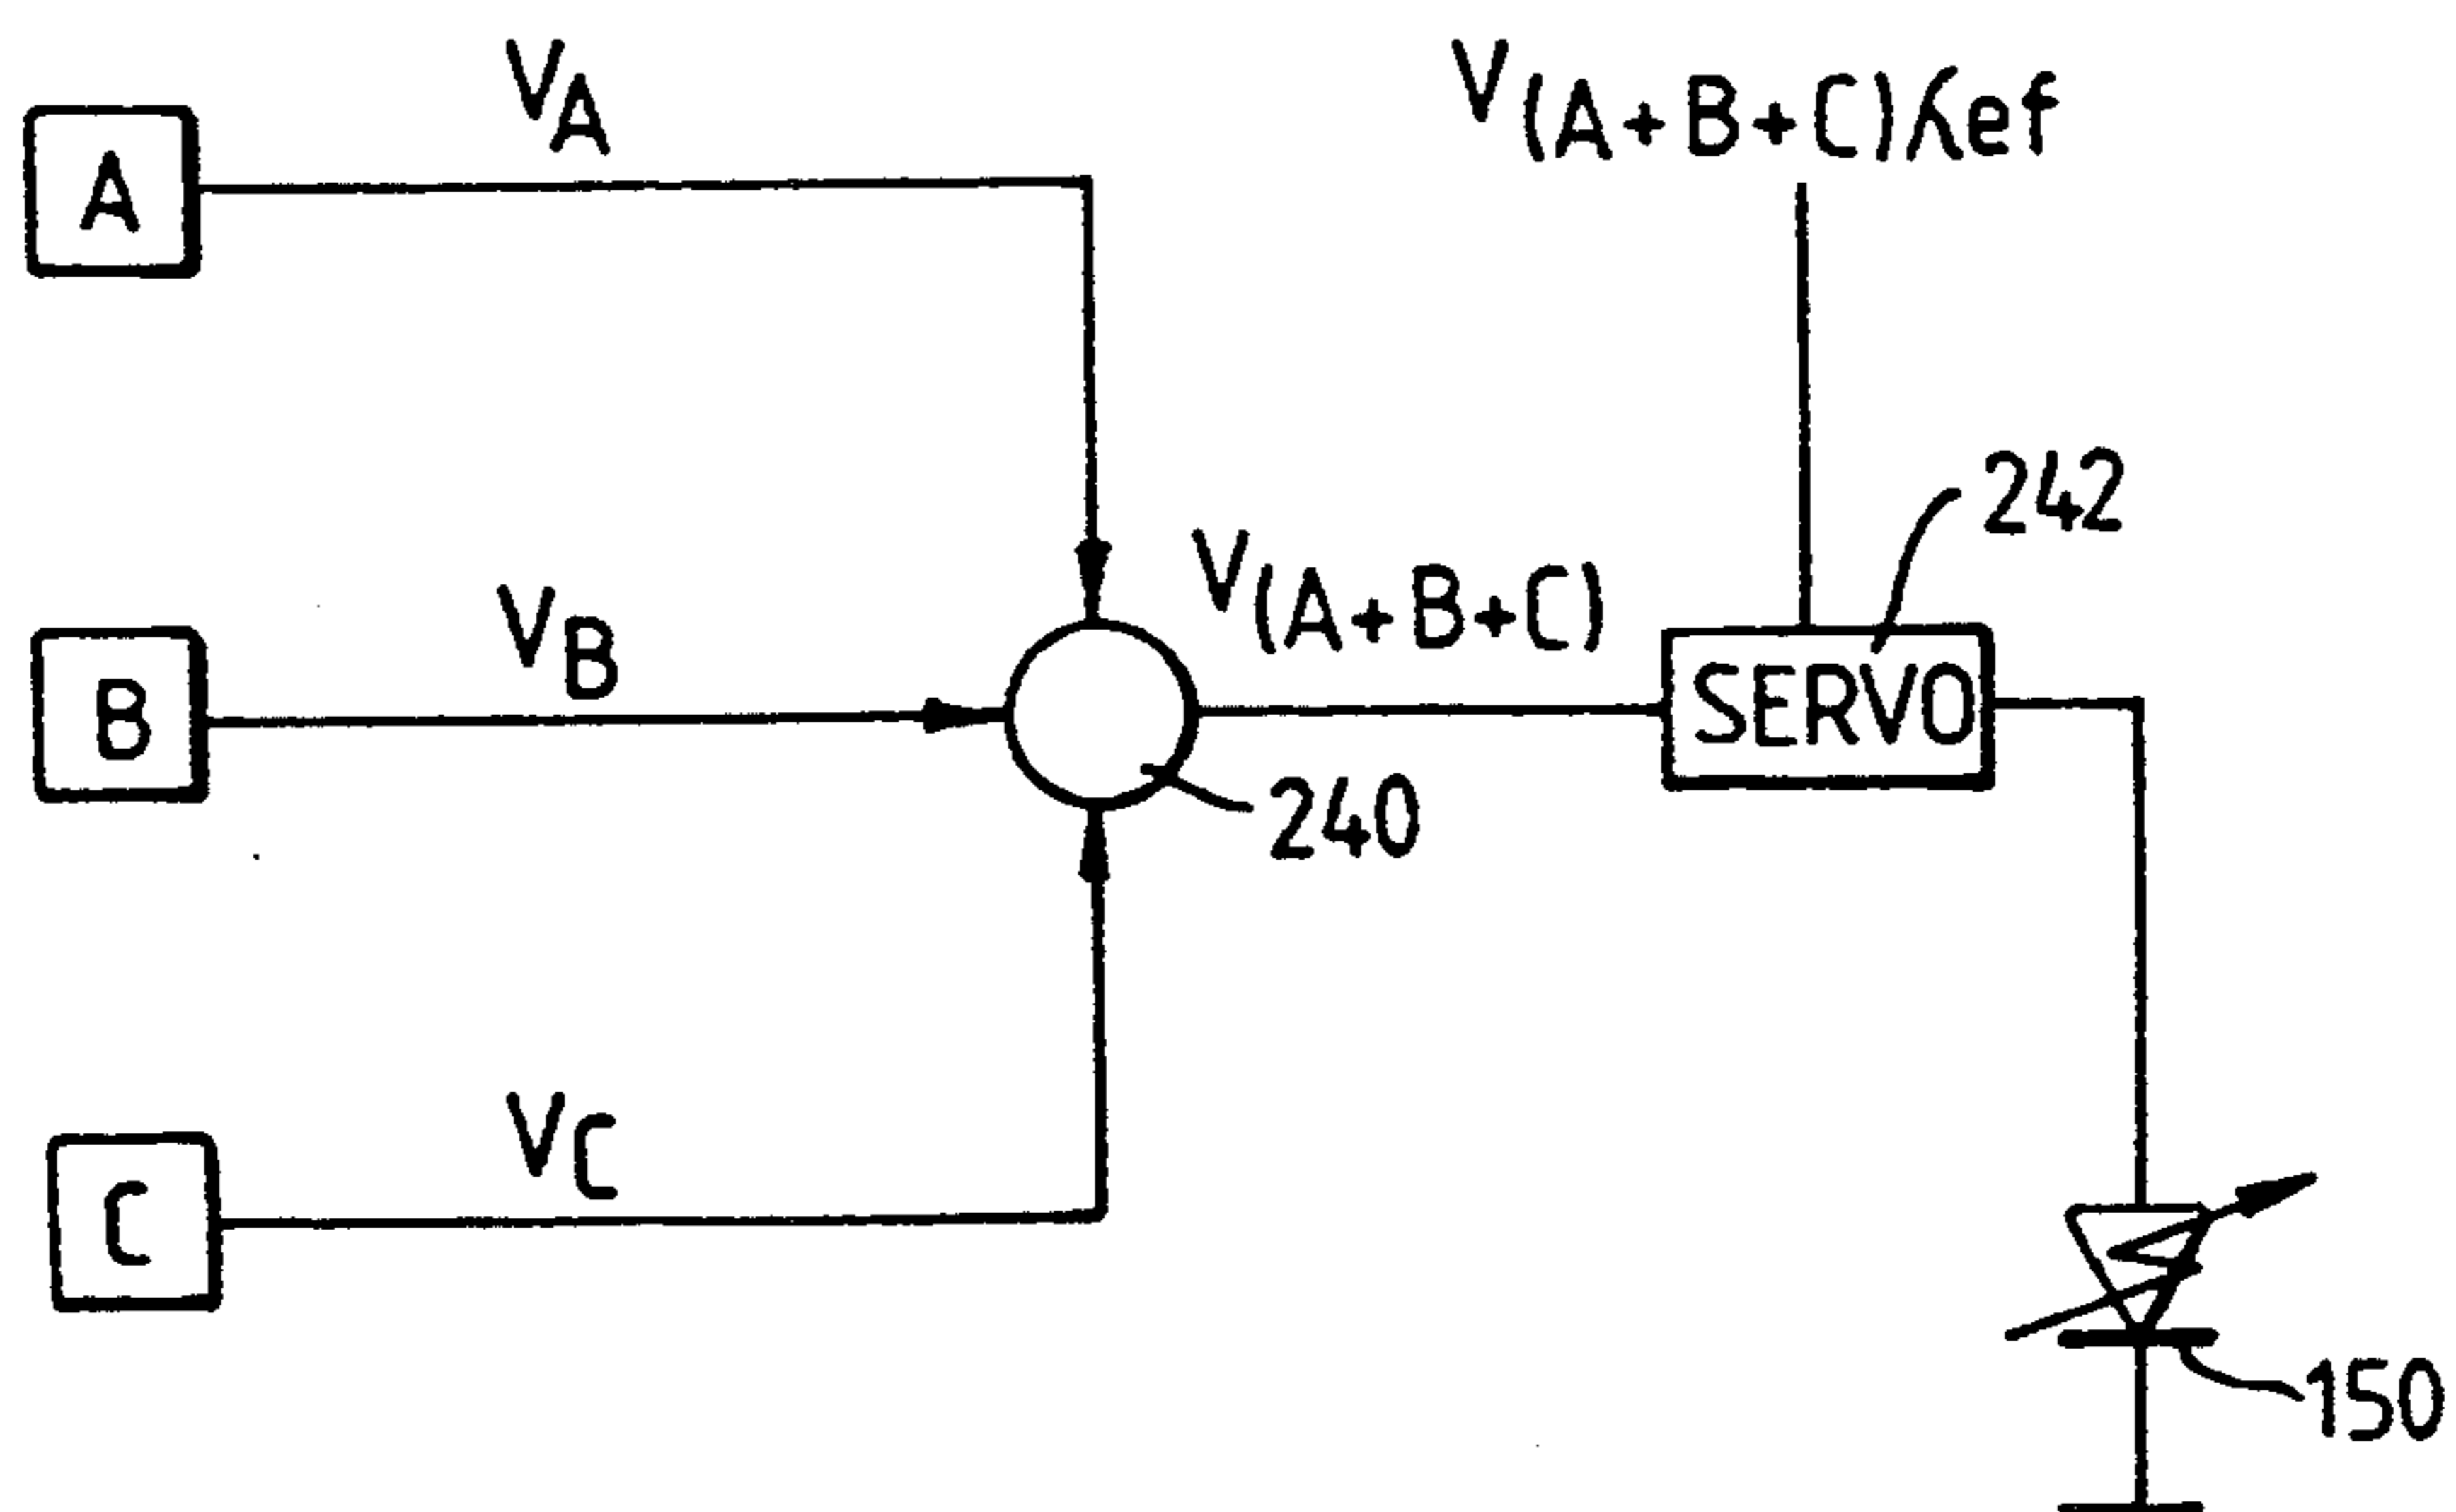 VA
V(A+B+C)Ref
A
242
VB
V(A+B+C)
B
SERVO
240
VC
C
150